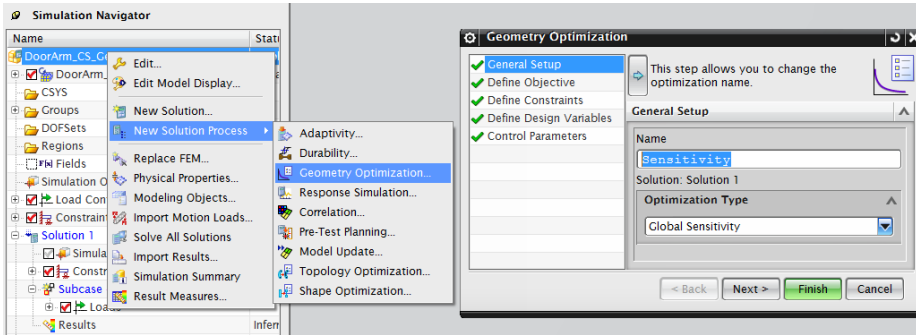 Simulation Navigator
Name Stat
DoorArm_CS_Ge
DoorArm_
CSYS
Groups
DOFSets
Regions
Fields
Simulation O
Load Con
Constraint
Solution 1
Simula
Constr
Subcase
Loa
Results Inferr
Edit...
Edit Model Display...
New Solution...
New Solution Process
Replace FEM...
Physical Properties...
Modeling Objects...
Import Motion Loads...
Solve All Solutions
Import Results...
Simulation Summary
Result Measures...
Adaptivity...
Durability...
Geometry Optimization...
Response Simulation...
Correlation...
Pre-Test Planning...
Model Update...
Topology Optimization...
Shape Optimization...
Geometry Optimization
General Setup
Define Objective
Define Constraints
Define Design Variables
Control Parameters
This step allows you to change the
optimization name.
General Setup
Name
Sensitivity
Solution: Solution 1
Optimization Type
Global Sensitivity
< Back Next > Finish Cancel